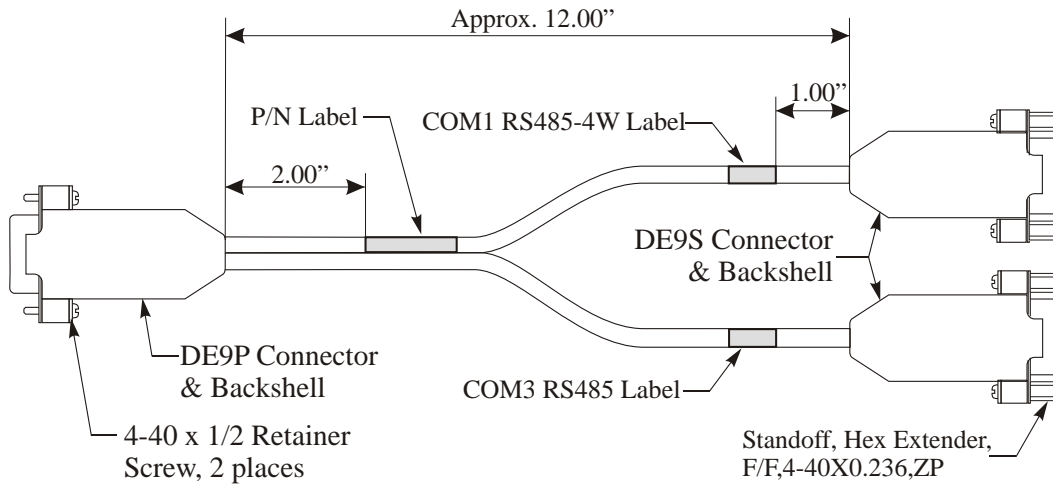 Approx. 12.00”
1.00”
P/N Label
COM1 RS485-4W Label
2.00”
DE9S Connector
& Backshell
DE9P Connector
& Backshell
COM3 RS485 Label
4-40 x 1/2 Retainer
Screw, 2 places
Standoff, Hex Extender,
F/F,4-40X0.236,ZP